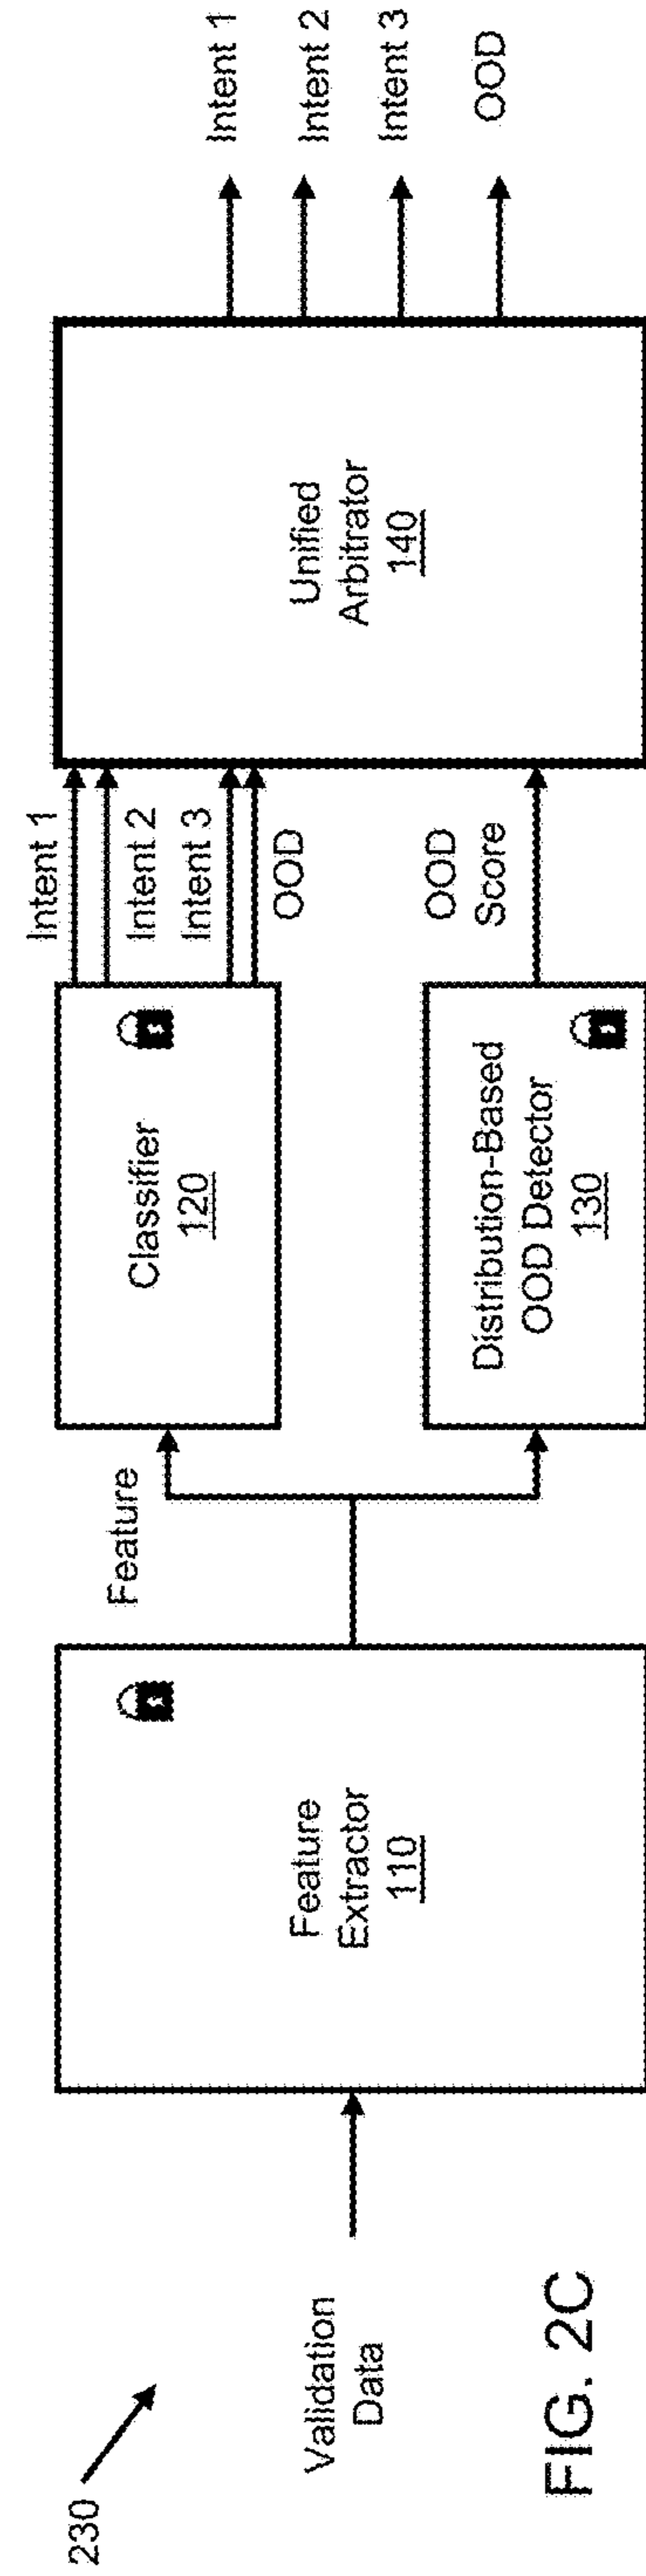 230
Validation
Data
Feature
Extractor
110
Feature
Classifier
120
Distribution-Based
OOD Detector
130
Intent 1
Intent 2
Intent 3
OOD
OOD
Score
Unified
Arbitrator
140
Intent 1
Intent 2
Intent 3
OOD
FIG. 2C